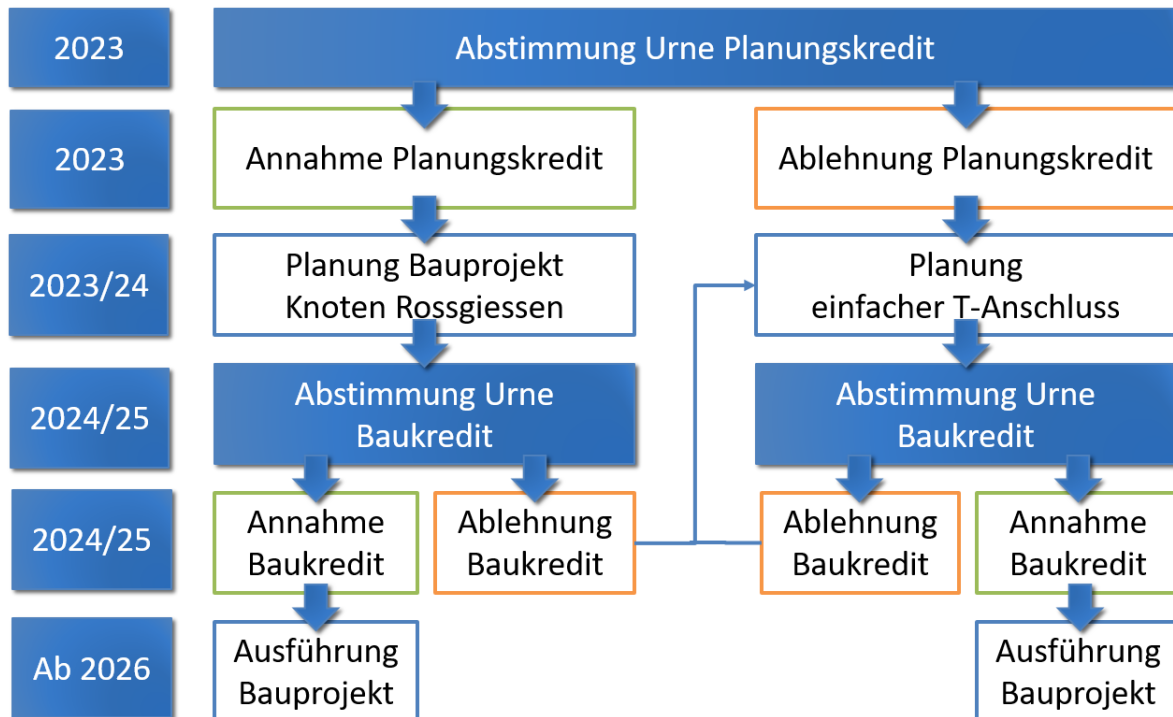 2023
Abstimmung Urne Planungskredit
2023
Annahme Planungskredit
Ablehnung Planungskredit
2023/24
Planung Bauprojekt
Knoten Rossgiessen
Planung
einfacher T-Anschluss
2024/25
Abstimmung Urne
Baukredit
Abstimmung Urne
Baukredit
2024/25
Annahme
Baukredit
Ablehnung
Baukredit
Ablehnung
Baukredit
Annahme
Baukredit
Ab 2026
Ausführung
Bauprojekt
Ausführung
Bauprojekt